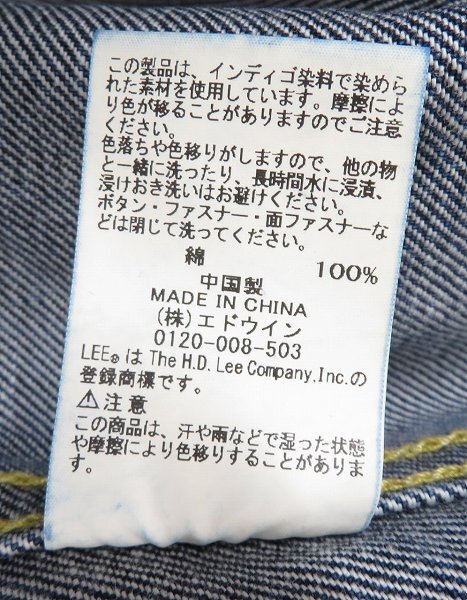 この製品は、インディゴ染料で染めら
れた素材を使用しています。摩擦によ
り色が移ることがありますのでご注意
ください。
色落ちや色移りがしますので、他の物
と一緒に洗ったり、長時間水に浸漬、
浸けおき洗いはお避けください。
ボタン・ファスナー・面ファスナーな
どは閉じて洗ってください。
綿 100%
中国製
MADE IN CHINA
(株)エドウイン
0120-008-503
LEE® は The H.D. Lee Company, Inc. の
登録商標です。
⚠注意
この商品は、汗や雨などで湿った状態
や摩擦により色移りすることがありま
す。